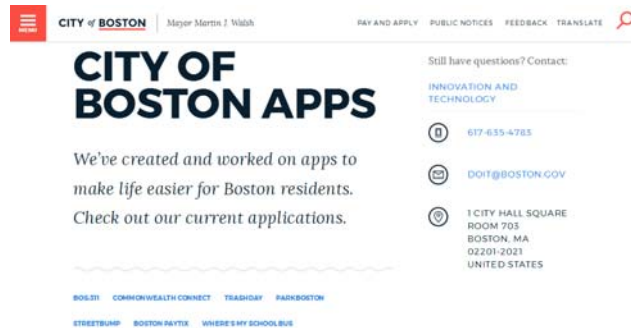 MENU
CITY of BOSTON
Mayor Martin J. Walsh
PAY AND APPLY PUBLIC NOTICES FEEDBACK TRANSLATE
CITY OF
BOSTON APPS
We've created and worked on apps to
make life easier for Boston residents.
Check out our current applications.
BOS:311 COMMONWEALTH CONNECT TRASHDAY PARKBOSTON
STREETBUMP BOSTON PAYTIX WHERE'S MY SCHOOL BUS
Still have questions? Contact:
INNOVATION AND
TECHNOLOGY
617-635-4783
DOIT@BOSTON.GOV
1 CITY HALL SQUARE
ROOM 703
BOSTON, MA
02201-2021
UNITED STATES